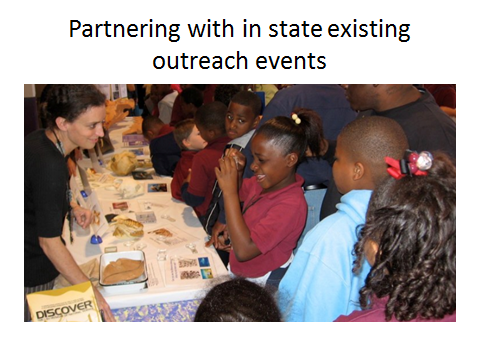 Partnering with in state existing
outreach events
DISCOVER